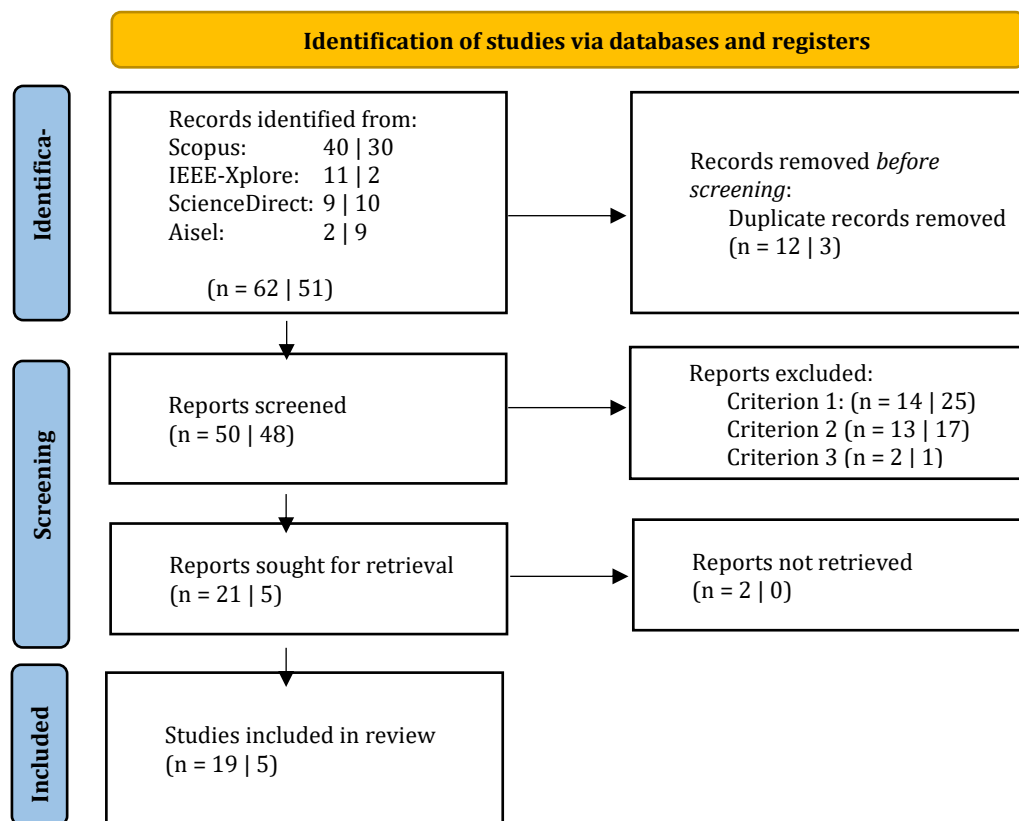 Identification of studies via databases and registers
Identifica-
Records identified from:
Scopus: 40 | 30
IEEE-Xplore: 11 | 2
ScienceDirect: 9 | 10
Aisel: 2 | 9
(n = 62 | 51)
Records removed before
screening:
Duplicate records removed
(n = 12 | 3)
Screening
Reports screened
(n = 50 | 48)
Reports excluded:
Criterion 1: (n = 14 | 25)
Criterion 2 (n = 13 | 17)
Criterion 3 (n = 2 | 1)
Reports sought for retrieval
(n = 21 | 5)
Reports not retrieved
(n = 2 | 0)
Included
Studies included in review
(n = 19 | 5)